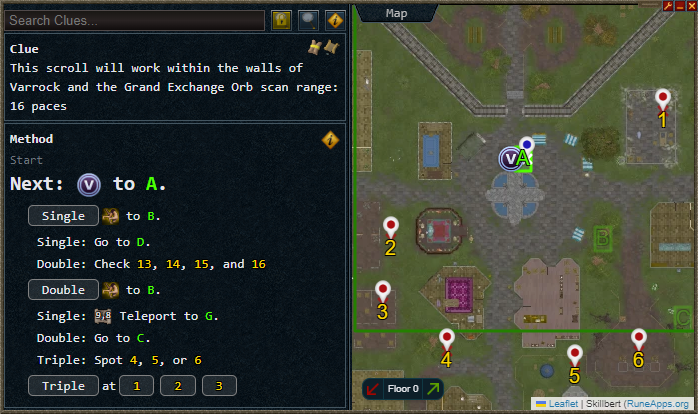 Search Clues...
Clue
This scroll will work within the walls of
Varrock and the Grand Exchange Orb scan range:
16 paces
Method
Start
Next: V to A.
Single to B.
Single: Go to D.
Double: Check 13, 14, 15, and 16
Double to B.
Single: 9,8 Teleport to G.
Double: Go to C.
Triple: Spot 4, 5, or 6
Triple at 1 2 3
Map
1
V A
B
2
3
C
4
5
6
Floor 0
Leaflet | Skillbert (RuneApps.org